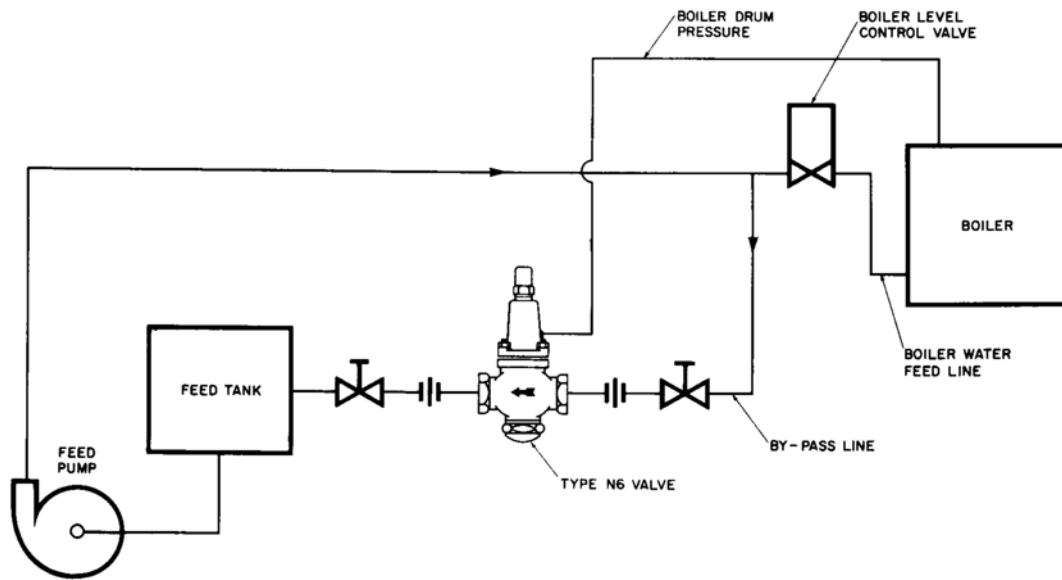 BOILER DRUM
PRESSURE
BOILER LEVEL
CONTROL VALVE
BOILER
BOILER WATER
FEED LINE
FEED TANK
BY-PASS LINE
FEED
PUMP
TYPE N6 VALVE